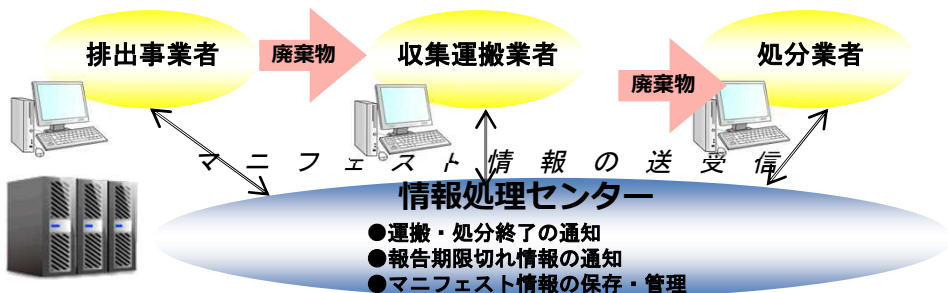 排出事業者
廃棄物
収集運搬業者
廃棄物
処分業者
マニフェスト情報の送受信
情報処理センター
●運搬・処分終了の通知
●報告期限切れ情報の通知
●マニフェスト情報の保存・管理